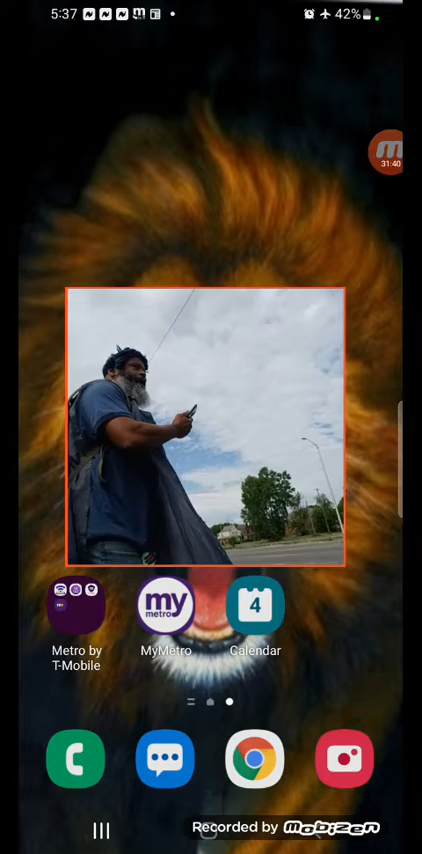 5:37
42%
31:40
my
metro
4
Metro by
T-Mobile
MyMetro
Calendar
Recorded by Mobizen